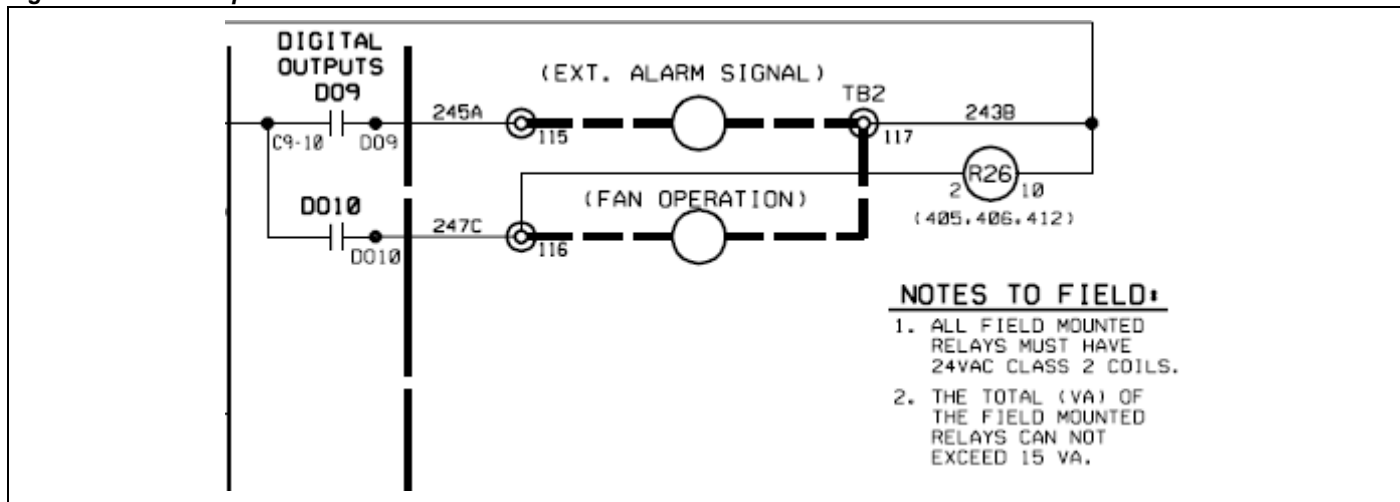 DIGITAL
OUTPUTS
(EXT. ALARM SIGNAL)
DO9
TB2
245A
243B
115
117
C9-10
DO9
R26
2
10
(FAN OPERATION)
(405,406,412)
DO10
247C
116
DO10
NOTES TO FIELD:
1. ALL FIELD MOUNTED
RELAYS MUST HAVE
24VAC CLASS 2 COILS.
2. THE TOTAL (VA) OF
THE FIELD MOUNTED
RELAYS CAN NOT
EXCEED 15 VA.